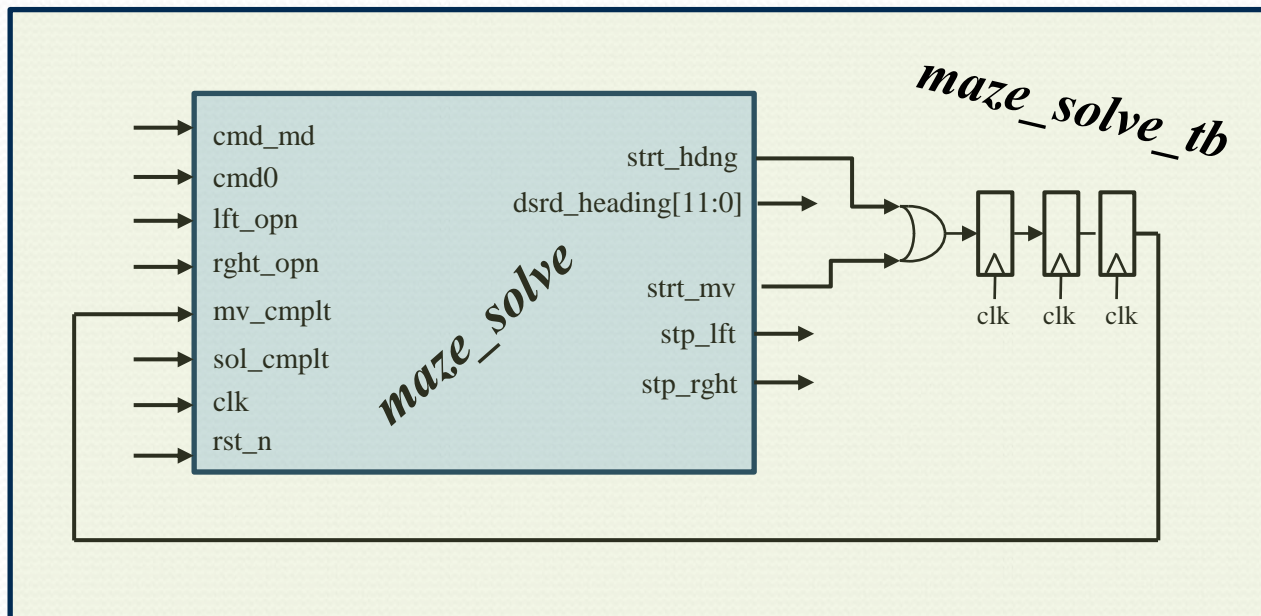 maze_solve_tb
cmd_md
cmd0
lft_opn
rght_opn
mv_cmplt
sol_cmplt
clk
rst_n
maze_solve
strt_hdng
dsrd_heading[11:0]
strt_mv
stp_lft
stp_rght
clk
clk
clk